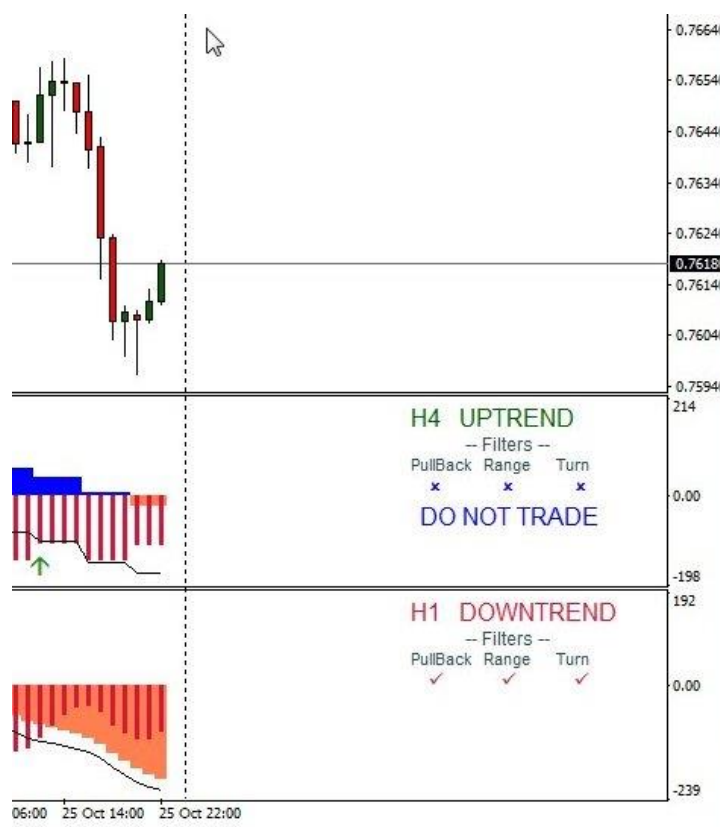 0.7664
0.7654
0.7644
0.7634
0.7624
0.7618
0.7614
0.7604
0.7594
214
H4 UPTREND
-- Filters --
PullBack Range Turn
x x x
0.00
DO NOT TRADE
-198
192
H1 DOWNTREND
-- Filters --
PullBack Range Turn
✓ ✓ ✓
0.00
-239
06:00 25 Oct 14:00 25 Oct 22:00